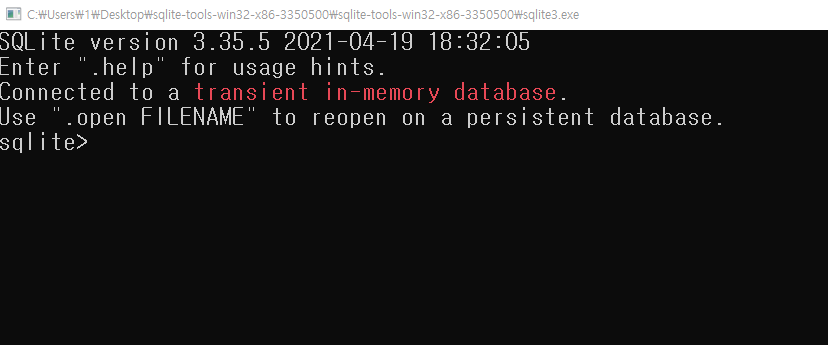 C:₩Users₩1₩Desktop₩sqlite-tools-win32-x86-3350500₩sqlite-tools-win32-x86-3350500₩sqlite3.exe
SQLite version 3.35.5 2021-04-19 18:32:05
Enter ".help" for usage hints.
Connected to a transient in-memory database.
Use ".open FILENAME" to reopen on a persistent database.
sqlite>